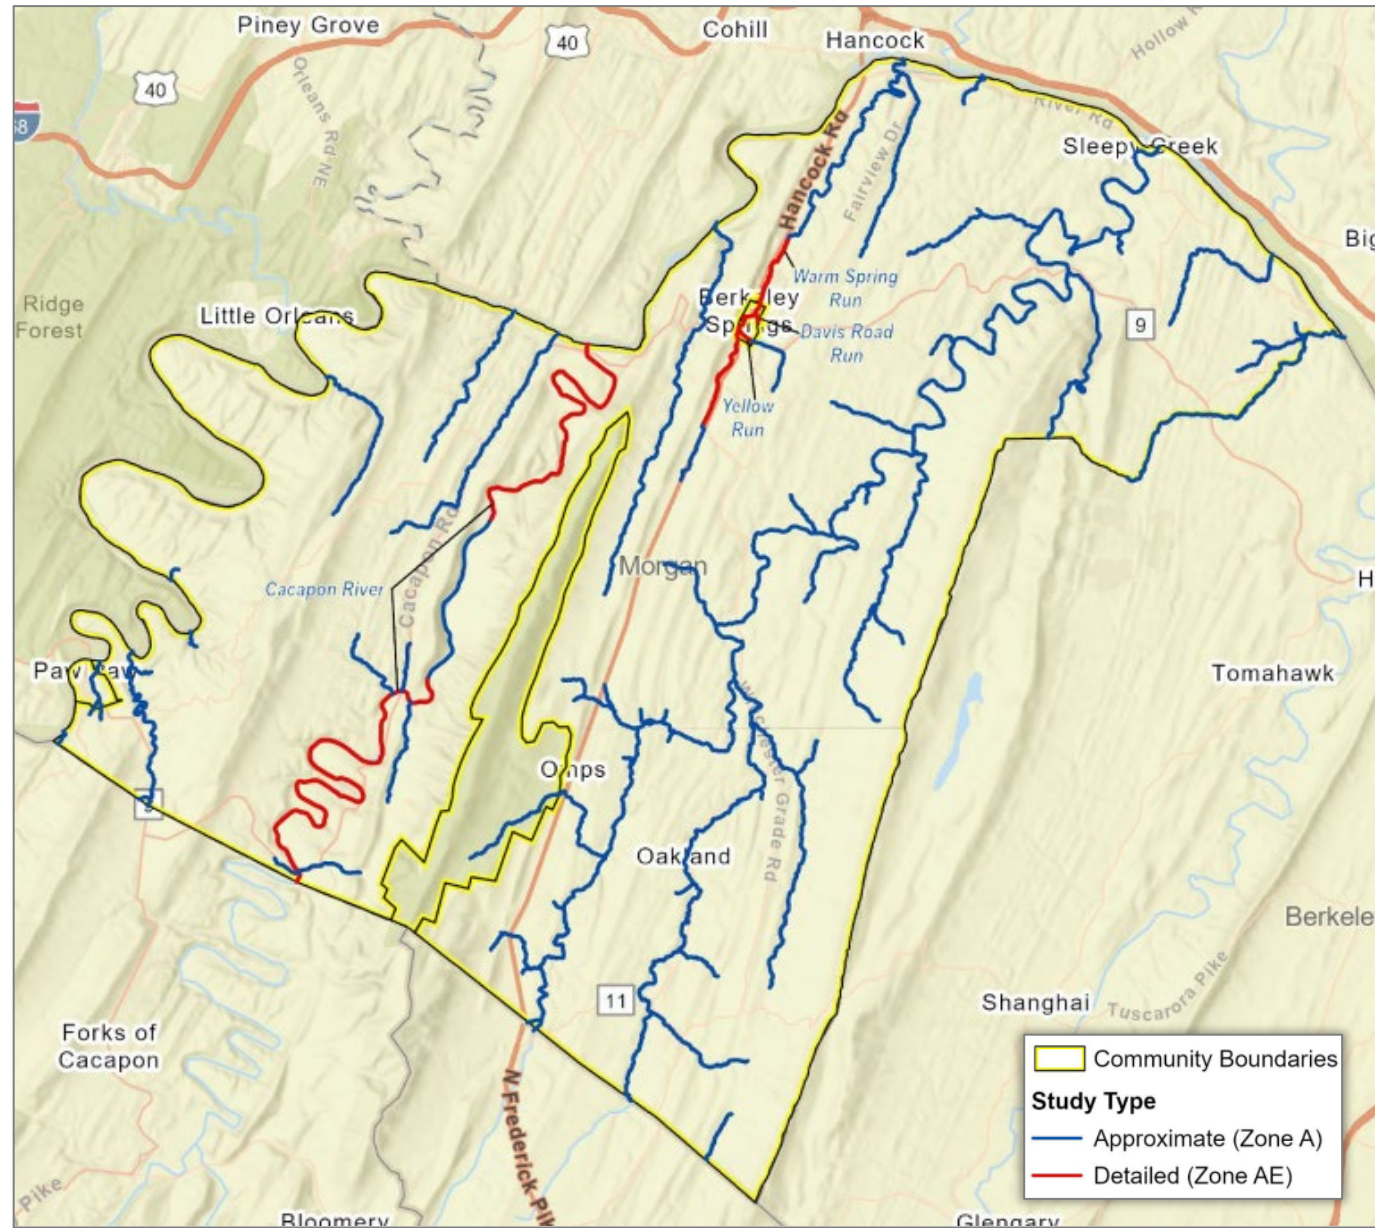 Piney Grove
40
Cohill
Hancock
Hollow
40
Orleans Rd NE
68
River Rd
Sleepy Creek
Hancock Rd
Fairview Dr
Big
Ridge
Forest
Little Orleans
Warm Spring
Run
Berkeley
Springs
Davis Road
Run
9
Yellow
Run
Cacapon Rd
Morgan
Cacapon River
H
Paw Paw
Tomahawk
Winchester Grade Rd
Omps
9
Oakland
Berkele
11
Shanghai
Tuscarora Pike
Forks of
Cacapon
N Frederick Pik
Pike
Bloomery
Glengary
Community Boundaries
Study Type
Approximate (Zone A)
Detailed (Zone AE)